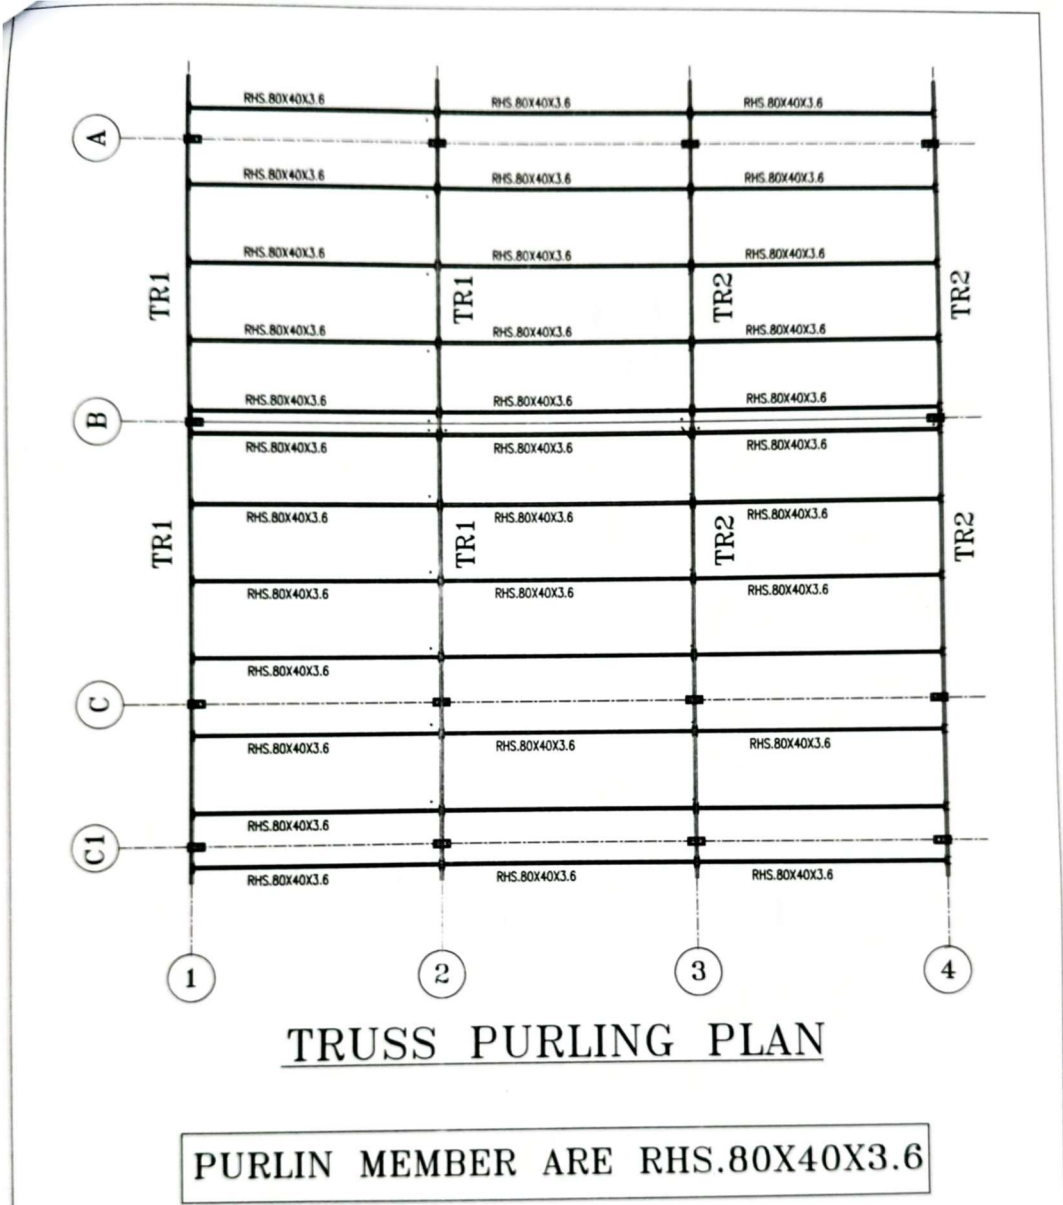 RHS.80X40X3.6 RHS.80X40X3.6 RHS.80X40X3.6
A
RHS.80X40X3.6 RHS.80X40X3.6 RHS.80X40X3.6
RHS.80X40X3.6 RHS.80X40X3.6 RHS.80X40X3.6
TR1 TR1 TR2 TR2
RHS.80X40X3.6 RHS.80X40X3.6 RHS.80X40X3.6
RHS.80X40X3.6 RHS.80X40X3.6 RHS.80X40X3.6
B
RHS.80X40X3.6 RHS.80X40X3.6 RHS.80X40X3.6
RHS.80X40X3.6 RHS.80X40X3.6 RHS.80X40X3.6
TR1 TR1 TR2 TR2
RHS.80X40X3.6 RHS.80X40X3.6 RHS.80X40X3.6
RHS.80X40X3.6
C
RHS.80X40X3.6 RHS.80X40X3.6 RHS.80X40X3.6
RHS.80X40X3.6
C1
RHS.80X40X3.6 RHS.80X40X3.6 RHS.80X40X3.6
1 2 3 4
TRUSS PURLING PLAN
PURLIN MEMBER ARE RHS.80X40X3.6